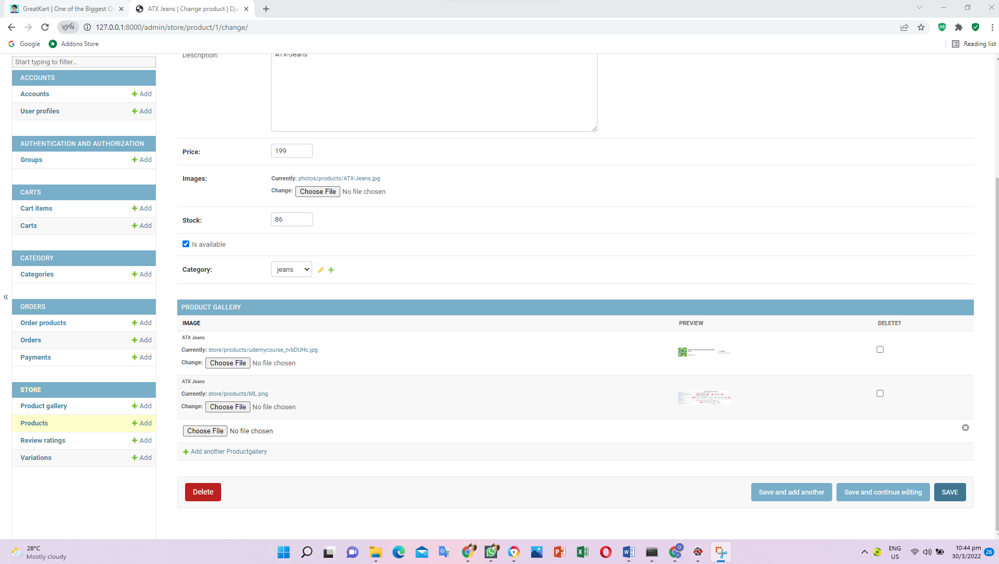 GreatKart | One of the Biggest O
ATX Jeans | Change product | Dja
VPN
127.0.0.1:8000/admin/store/product/1/change/
Google
Addons Store
Reading list
Start typing to filter...
ACCOUNTS
Accounts
Add
User profiles
Add
AUTHENTICATION AND AUTHORIZATION
Groups
Add
CARTS
Cart items
Add
Carts
Add
CATEGORY
Categories
Add
ORDERS
Order products
Add
Orders
Add
Payments
Add
STORE
Product gallery
Add
Products
Add
Review ratings
Add
Variations
Add
«
Description:
ATX-Jeans
Price:
199
Images:
Currently: photos/products/ATX-Jeans.jpg
Change: Choose File No file chosen
Stock:
86
Is available
Category:
jeans
PRODUCT GALLERY
IMAGE
PREVIEW
DELETE?
ATX Jeans
Currently: store/products/udemycourse_tvbDUHc.jpg
Change: Choose File No file chosen
ATX Jeans
Currently: store/products/ML.png
Change: Choose File No file chosen
Choose File No file chosen
Add another Productgallery
Delete
Save and add another
Save and continue editing
SAVE
28°C
Mostly cloudy
ENG
US
10:44 pm
30/3/2022
26